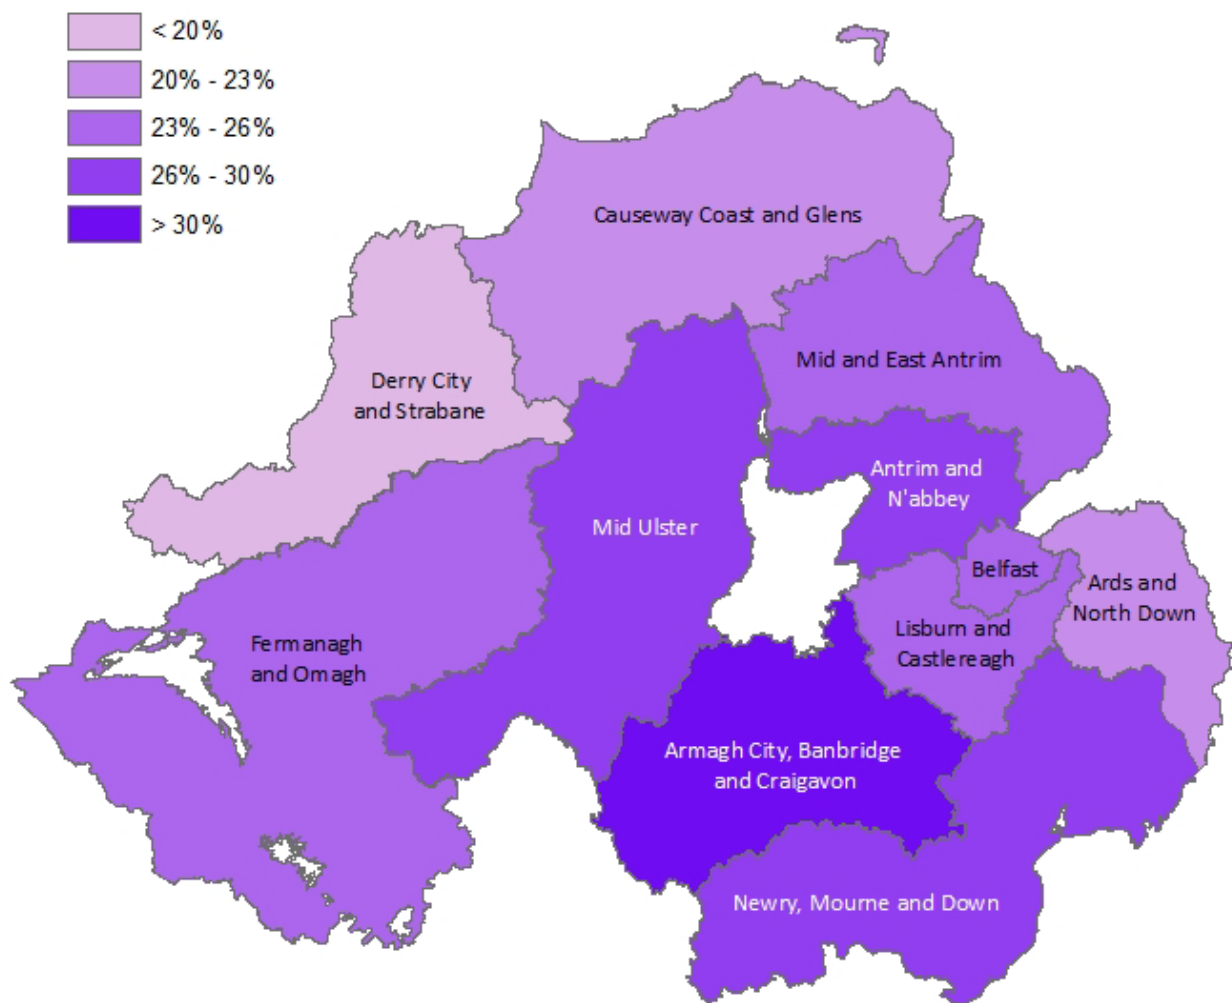 < 20%
20% - 23%
23% - 26%
26% - 30%
> 30%
Causeway Coast and Glens
Mid and East Antrim
Derry City
and Strabane
Antrim and
N'abbey
Mid Ulster
Belfast
Ards and
North Down
Lisburn and
Castlereagh
Fermanagh
and Omagh
Armagh City, Banbridge
and Craigavon
Newry, Mourne and Down